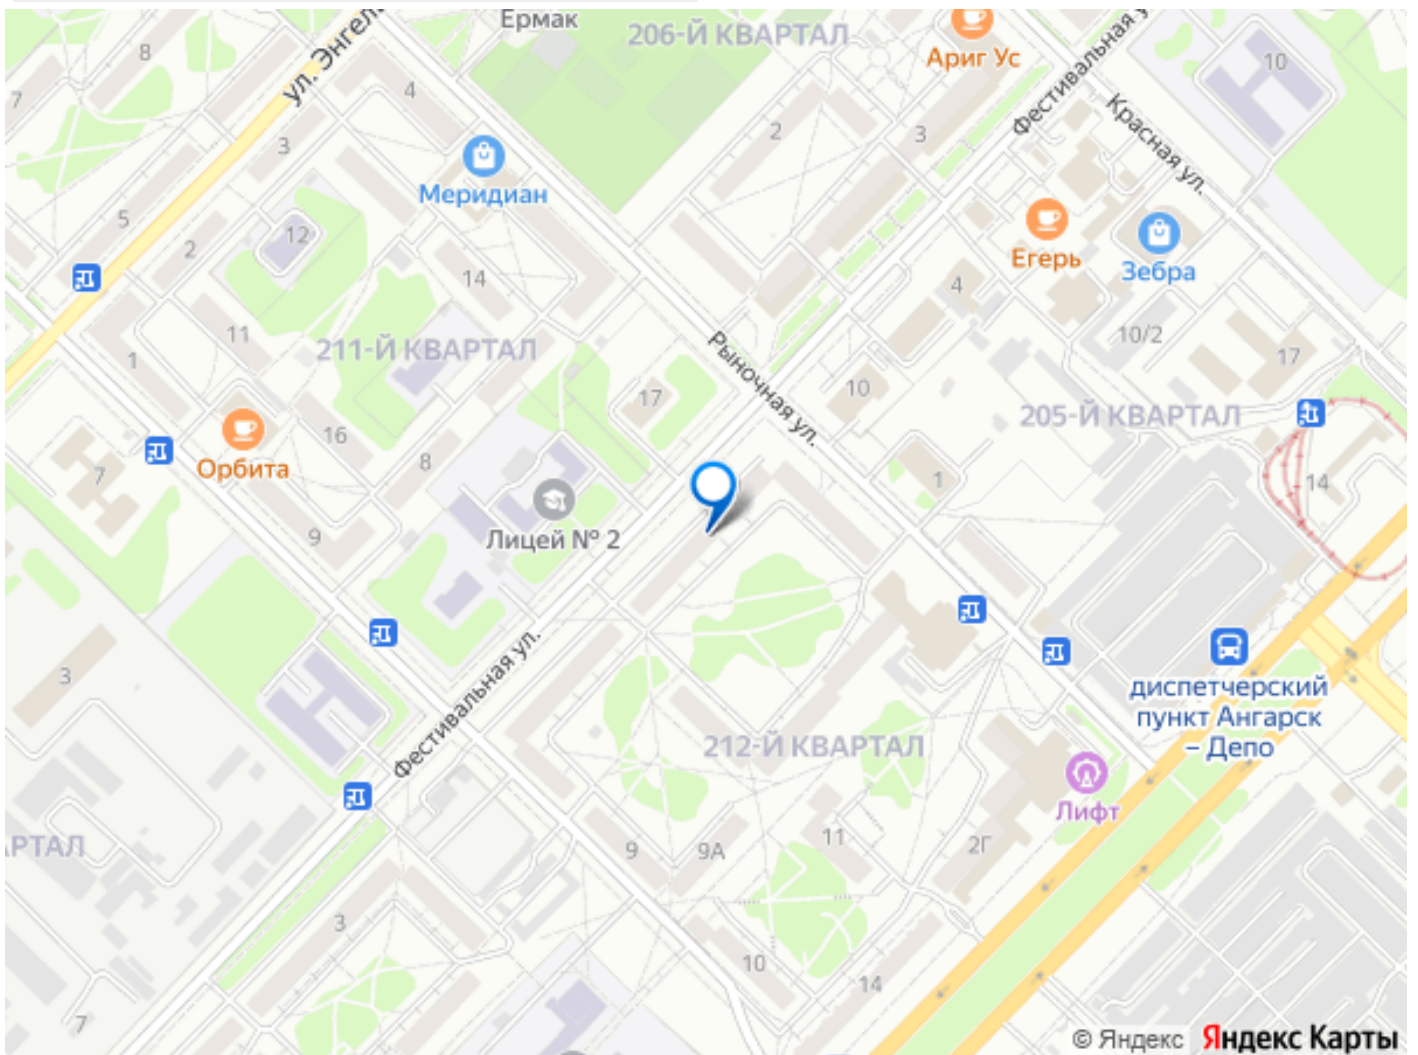 Ермак
206-Й КВАРТАЛ
Ариг Ус
Фестивальная у
10
8
ул. Энгель
4
7
3
2
3
Красная ул.
Меридиан
Егерь
Зебра
5
2
12
14
4
10/2
17
11
211-Й КВАРТАЛ
1
Рыночная ул.
10
205-Й КВАРТАЛ
17
16
Орбита
8
7
1
14
9
Лицей № 2
3
Фестивальная ул.
диспетчерский
пункт Ангарск
– Депо
212-Й КВАРТАЛ
Лифт
РТАЛ
9
9А
11
2Г
3
10
14
7
© Яндекс Яндекс Карты